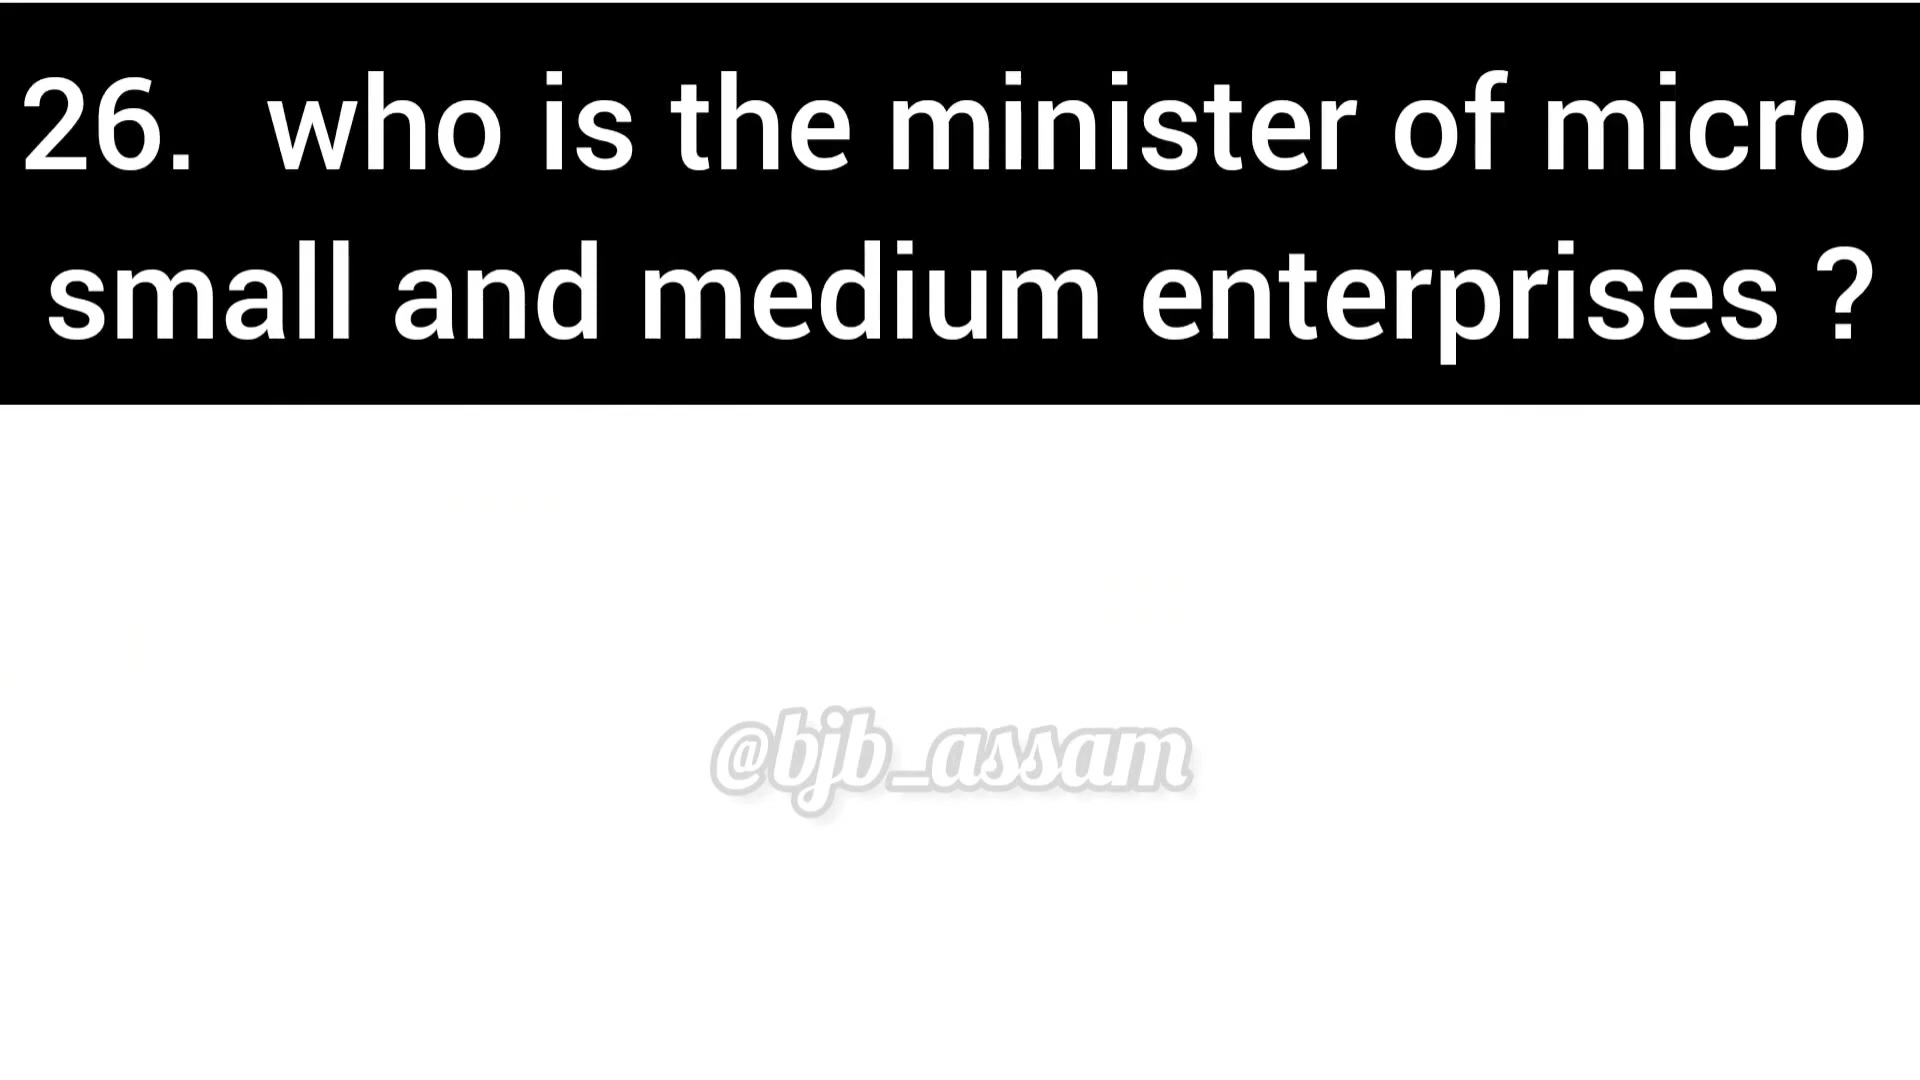 26. who is the minister of micro
small and medium enterprises ?
@bjb_assam